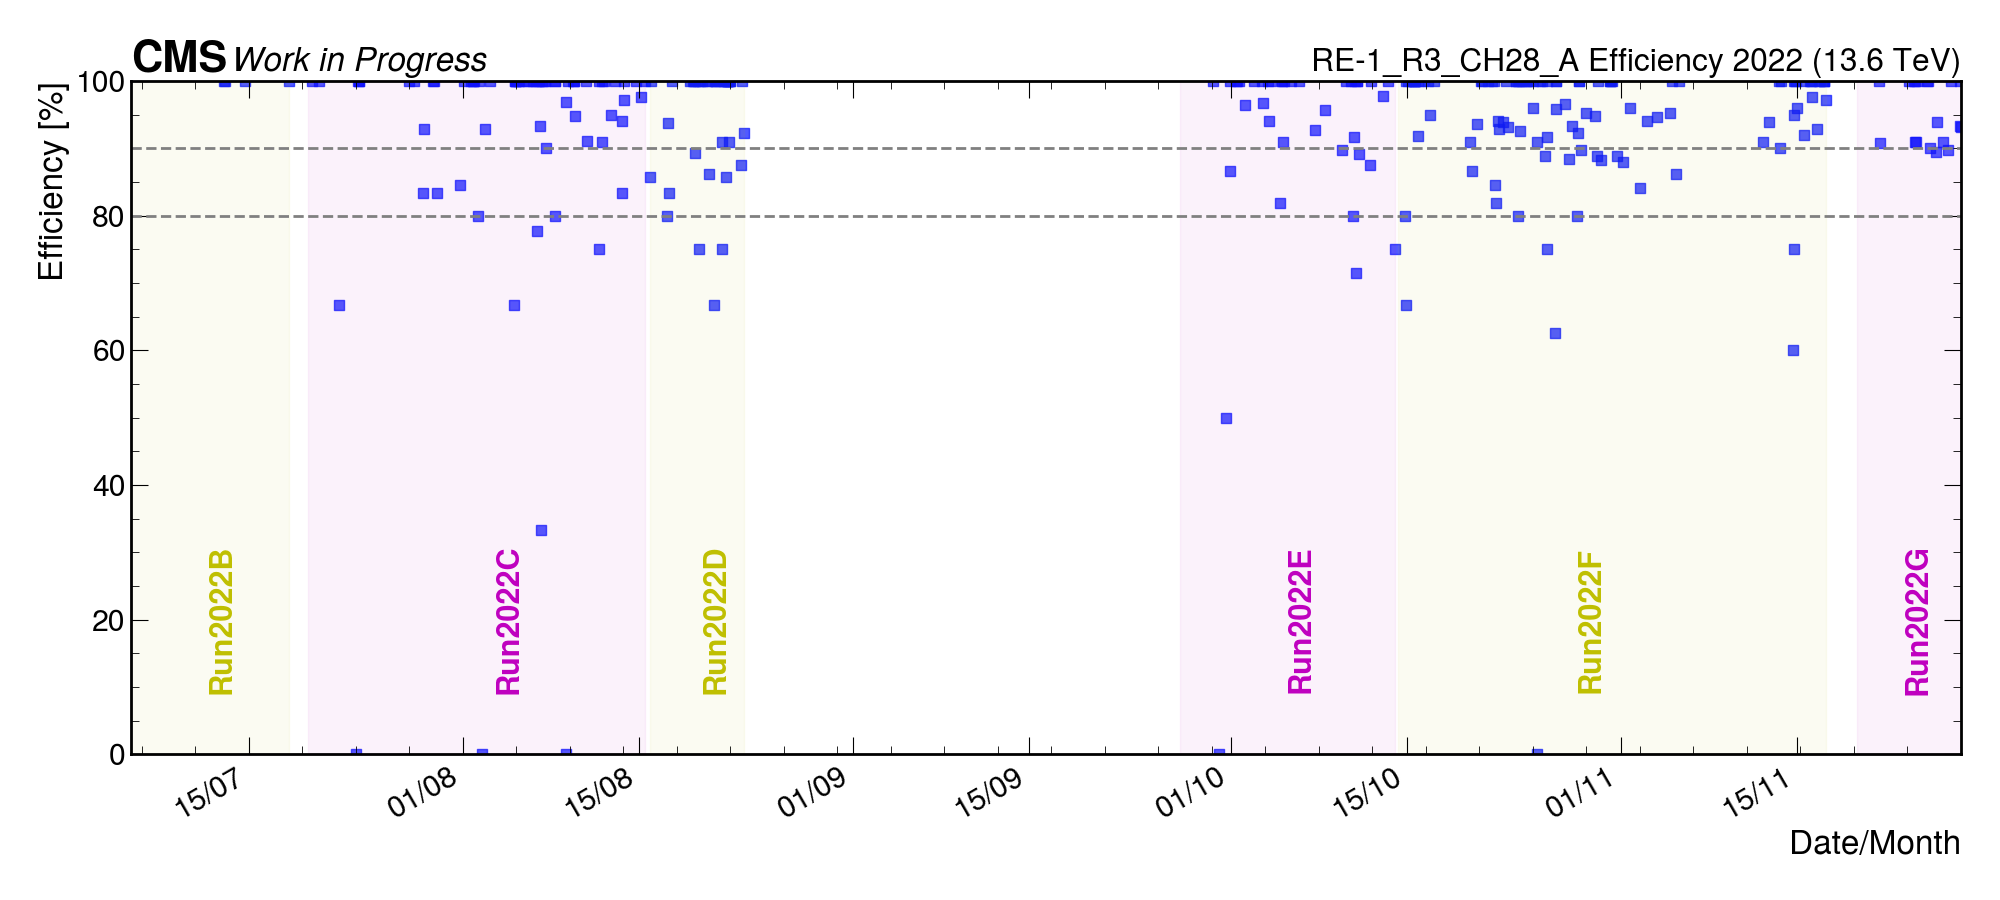 CMS Work in Progress
RE-1_R3_CH28_A Efficiency 2022 (13.6 TeV)
Efficiency [%]
100
80
60
40
20
0
Run2022B
Run2022C
Run2022D
Run2022E
Run2022F
Run2022G
15/07
01/08
15/08
01/09
15/09
01/10
15/10
01/11
15/11
Date/Month